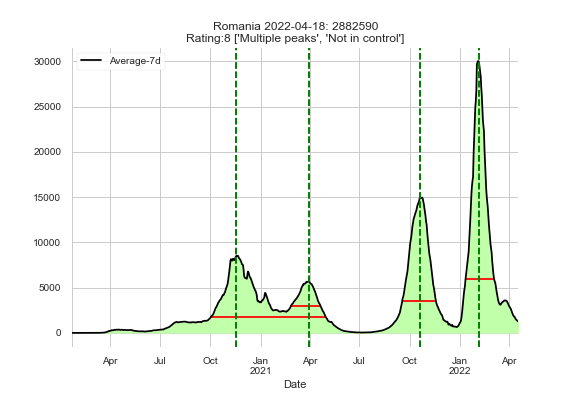 Romania 2022-04-18: 2882590
Rating:8 ['Multiple peaks', 'Not in control']
Average-7d
30000
25000
20000
15000
10000
5000
0
Apr Jul Oct Jan Apr Jul Oct Jan Apr
2021 2022
Date